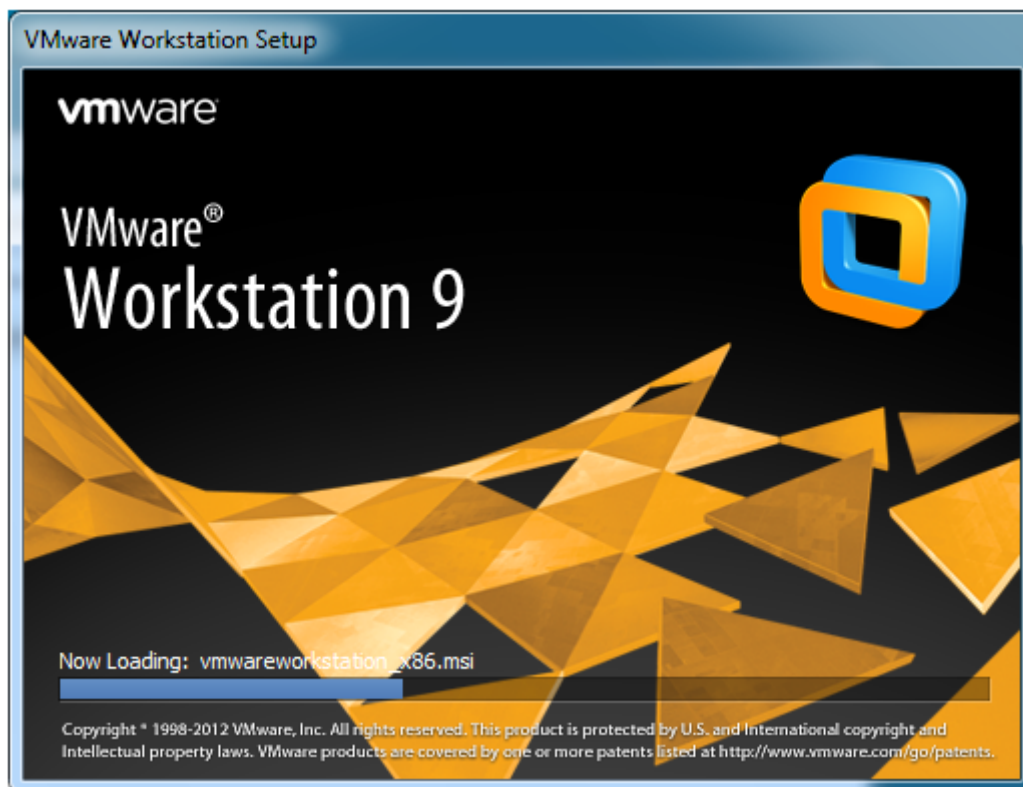 VMware Workstation Setup
vmware
VMware®
Workstation 9
Now Loading: vmwareworkstation_x86.msi
Copyright © 1998-2012 VMware, Inc. All rights reserved. This product is protected by U.S. and International copyright and
Intellectual property laws. VMware products are covered by one or more patents listed at http://www.vmware.com/go/patents.